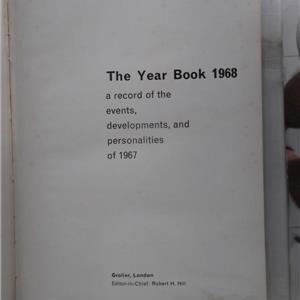 The Year Book 1968
a record of the
events,
developments, and
personalities
of 1967
Grolier, London
Editor-in-Chief: Robert H. Hill